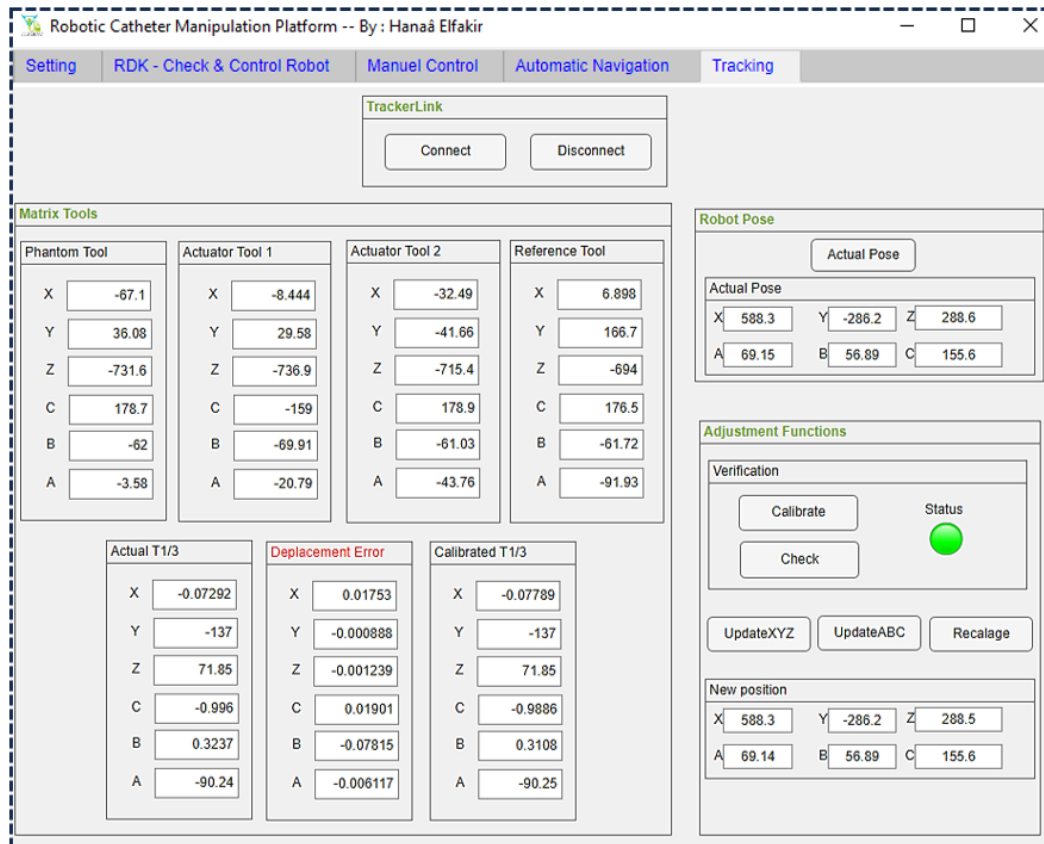 Robotic Catheter Manipulation Platform -- By : Hanaâ Elfakir
Setting RDK - Check & Control Robot Manuel Control Automatic Navigation Tracking
TrackerLink
Connect Disconnect
Matrix Tools
Phantom Tool
X -67.1
Y 36.08
Z -731.6
C 178.7
B -62
A -3.58
Actuator Tool 1
X -8.444
Y 29.58
Z -736.9
C -159
B -69.91
A -20.79
Actuator Tool 2
X -32.49
Y -41.66
Z -715.4
C 178.9
B -61.03
A -43.76
Reference Tool
X 6.898
Y 166.7
Z -694
C 176.5
B -61.72
A -91.93
Actual T1/3
X -0.07292
Y -137
Z 71.85
C -0.996
B 0.3237
A -90.24
Deplacement Error
X 0.01753
Y -0.000888
Z -0.001239
C 0.01901
B -0.07815
A -0.006117
Calibrated T1/3
X -0.07789
Y -137
Z 71.85
C -0.9886
B 0.3108
A -90.25
Robot Pose
Actual Pose
Actual Pose
X 588.3 Y -286.2 Z 288.6
A 69.15 B 56.89 C 155.6
Adjustment Functions
Verification
Calibrate
Status
Check
UpdateXYZ UpdateABC Recalage
New position
X 588.3 Y -286.2 Z 288.5
A 69.14 B 56.89 C 155.6